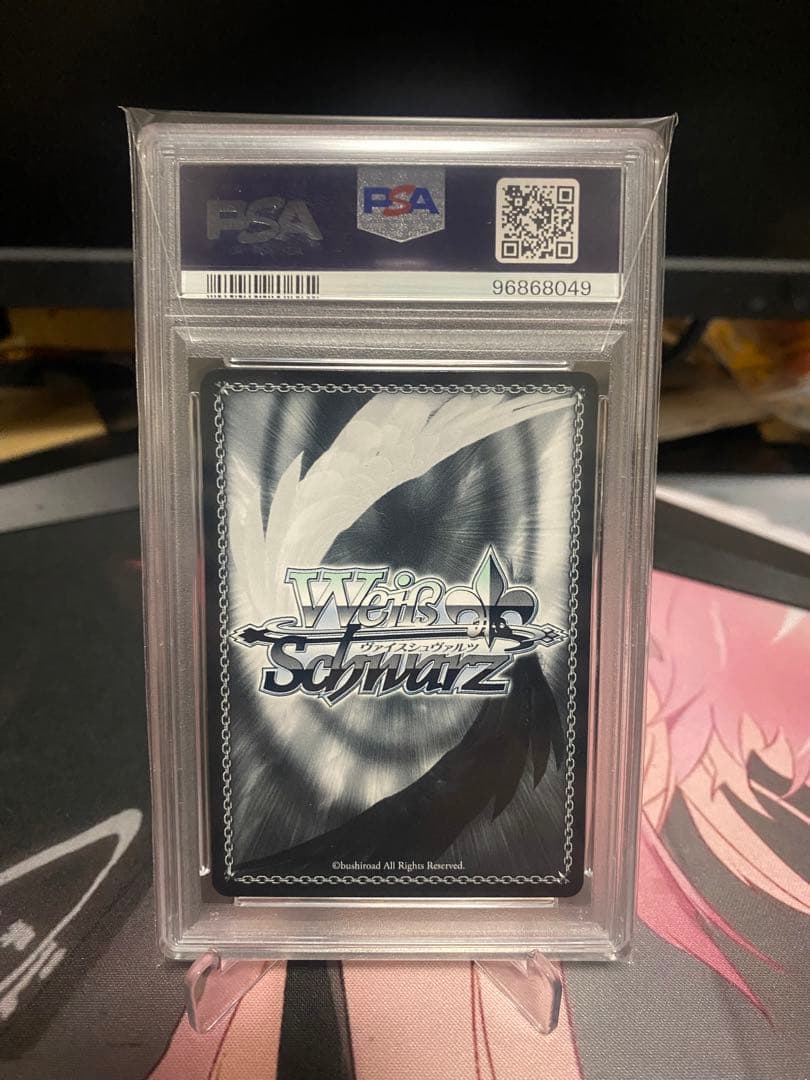 PSA
PSA
96868049
Weiß
ヴァイスシュヴァルツ
Schwarz
©bushiroad All Rights Reserved.